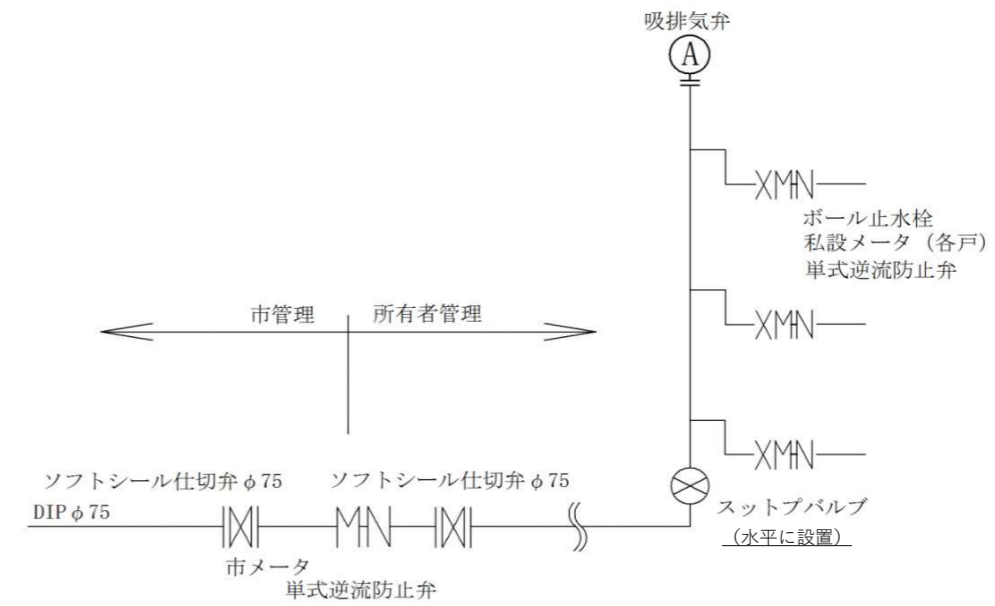 吸排気弁
A
XMN
ボール止水栓
私設メータ（各戸）
単式逆流防止弁
市管理
所有者管理
XMN
XMN
ソフトシール仕切弁φ75
ソフトシール仕切弁φ75
スットプバルブ
（水平に設置）
DIPφ75
MN
市メータ
単式逆流防止弁